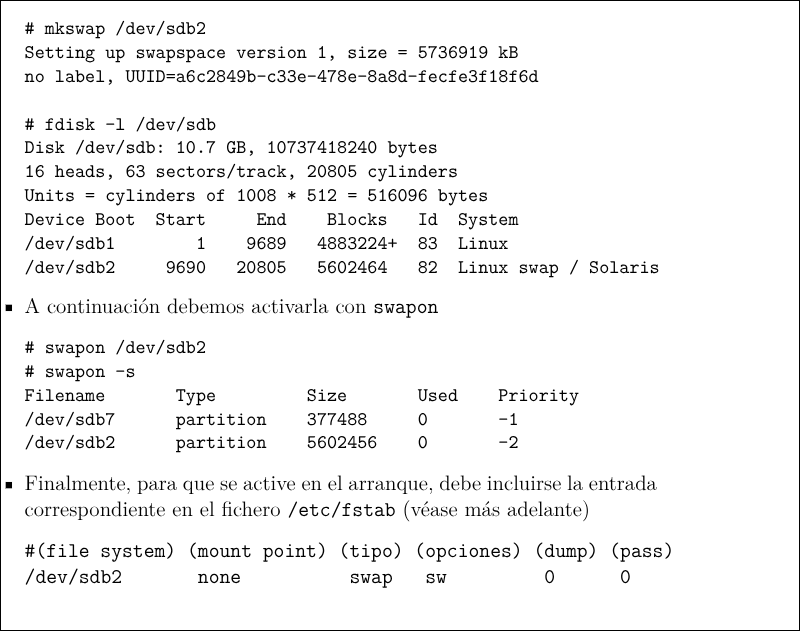 # mkswap /dev/sdb2
Setting up swapspace version 1, size = 5736919 kB
no label, UUID=a6c2849b-c33e-478e-8a8d-fecfe3f18f6d
# fdisk -l /dev/sdb
Disk /dev/sdb: 10.7 GB, 10737418240 bytes
16 heads, 63 sectors/track, 20805 cylinders
Units = cylinders of 1008 * 512 = 516096 bytes
Device Boot  Start     End    Blocks   Id  System
/dev/sdb1        1    9689   4883224+  83  Linux
/dev/sdb2     9690   20805   5602464   82  Linux swap / Solaris
▪ A continuación debemos activarla con swapon
# swapon /dev/sdb2
# swapon -s
Filename       Type         Size       Used    Priority
/dev/sdb7      partition    377488     0       -1
/dev/sdb2      partition    5602456    0       -2
▪ Finalmente, para que se active en el arranque, debe incluirse la entrada
correspondiente en el fichero /etc/fstab (véase más adelante)
#(file system) (mount point) (tipo) (opciones) (dump) (pass)
/dev/sdb2      none         swap   sw        0      0